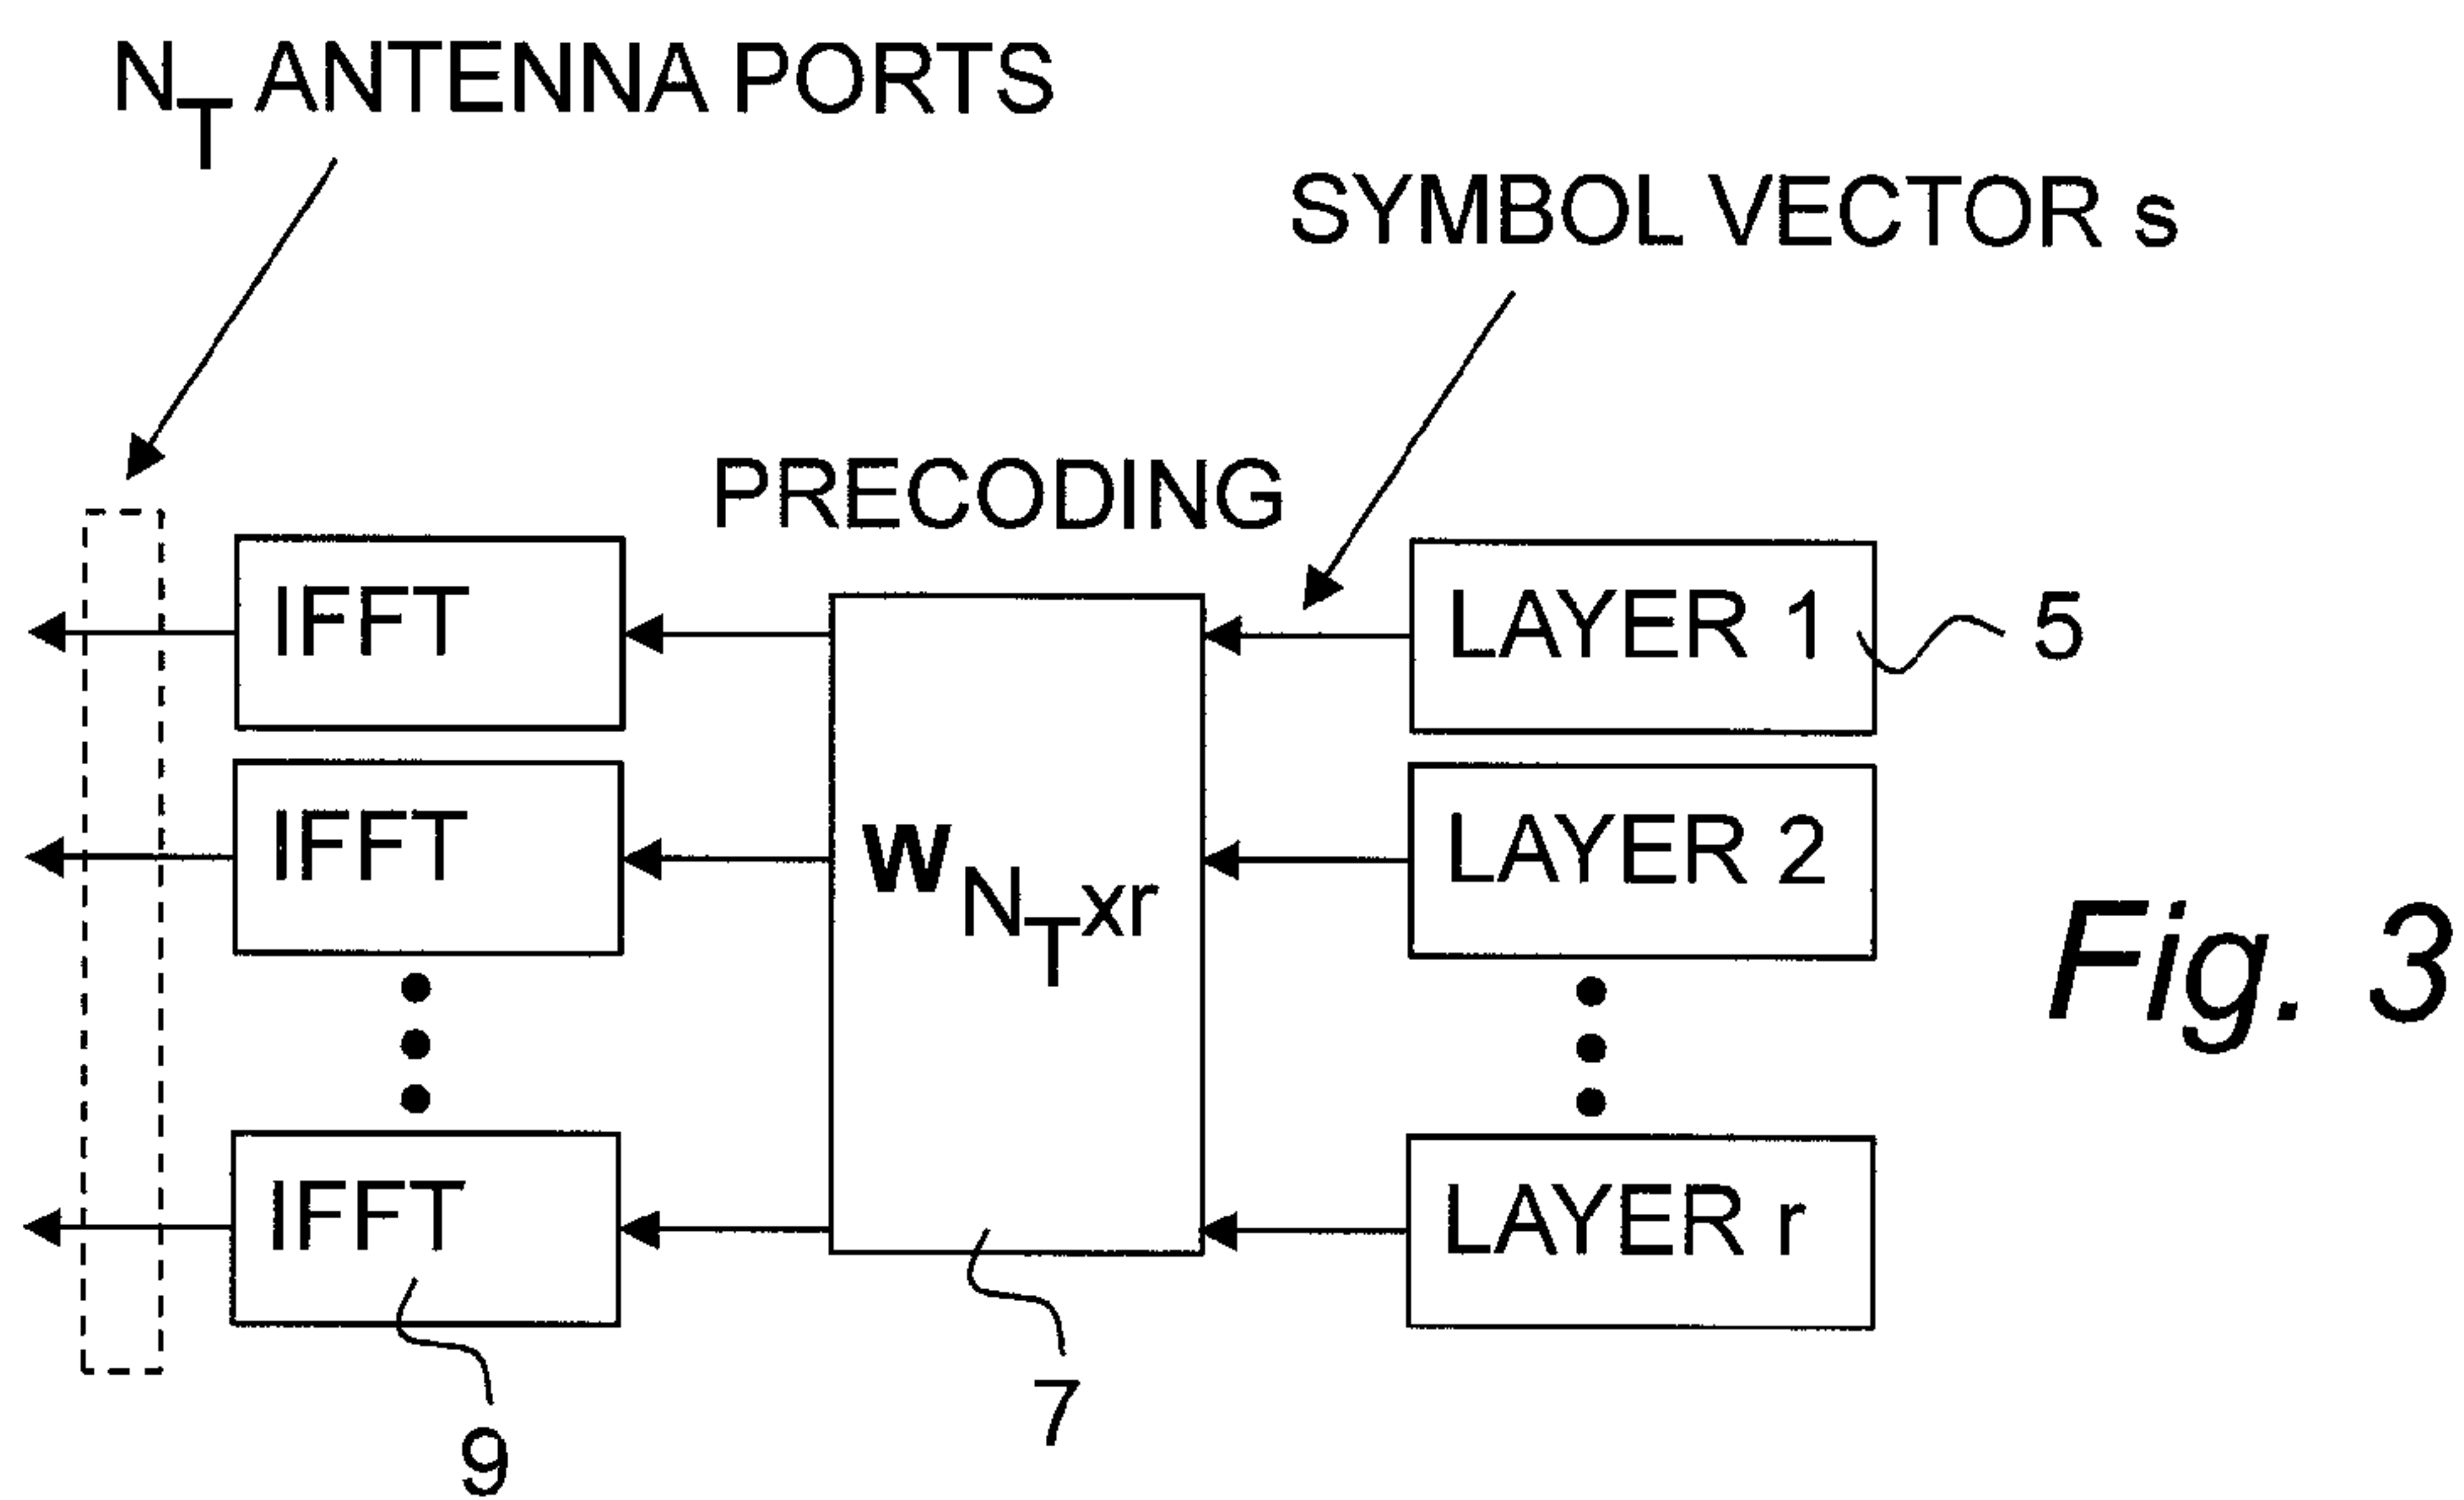 N_T ANTENNA PORTS
SYMBOL VECTOR s
PRECODING
IFFT
LAYER 1
5
IFFT
W_N_Txr
LAYER 2
Fig. 3
IFFT
LAYER r
7
9